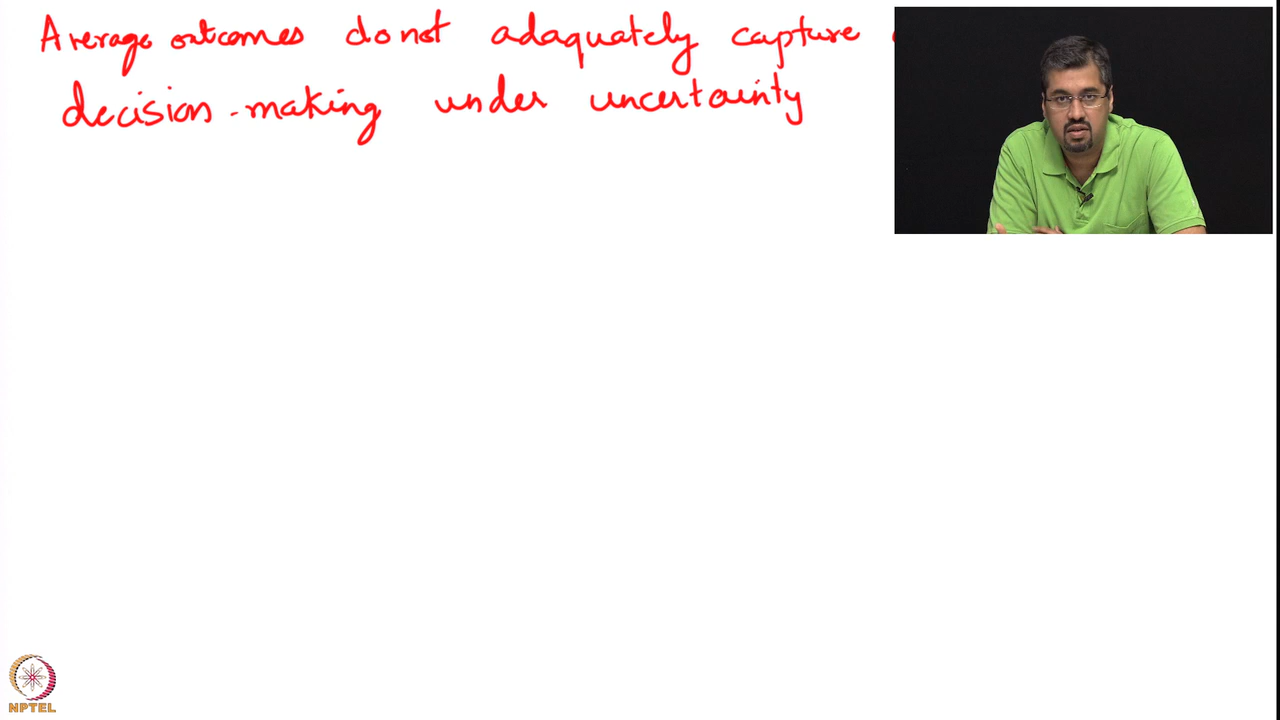 Average outcomes do not adaquately capture
decision-making under uncertainty
NPTEL